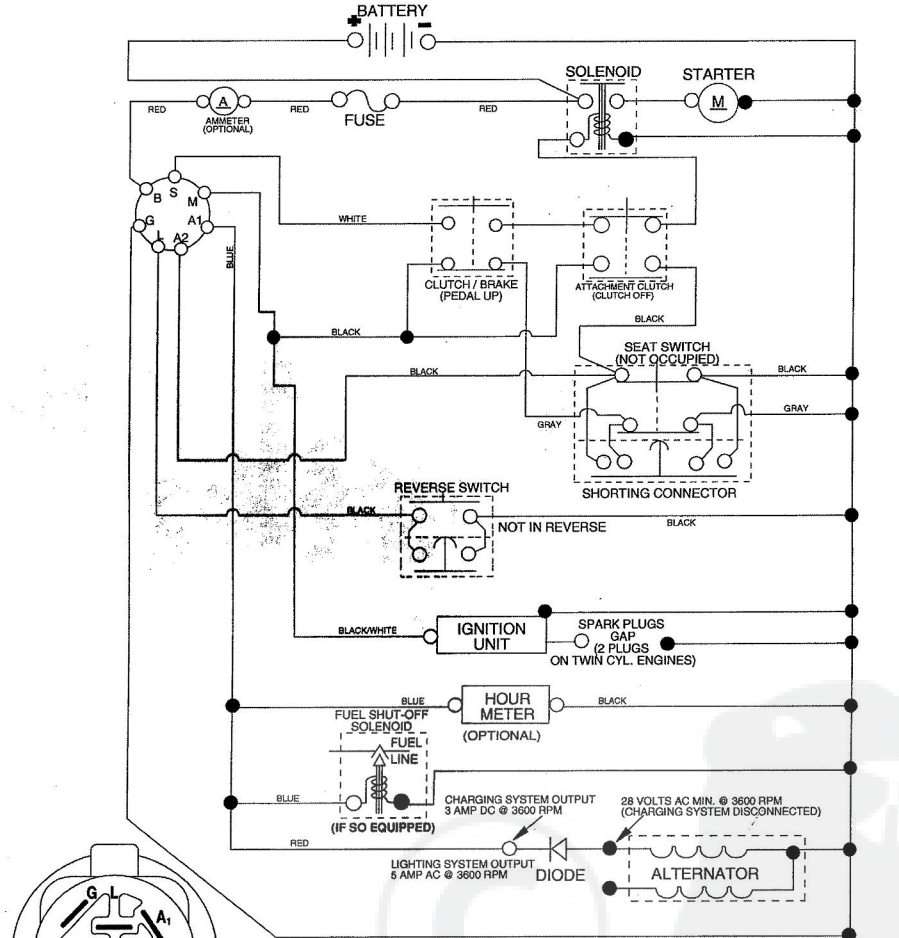 BATTERY
+ −
SOLENOID
STARTER
RED
A
RED
RED
M
AMMETER
(OPTIONAL)
FUSE
B
S
M
G
A1
L
A2
WHITE
BLUE
CLUTCH / BRAKE
(PEDAL UP)
ATTACHMENT CLUTCH
(CLUTCH OFF)
BLACK
BLACK
SEAT SWITCH
(NOT OCCUPIED)
BLACK
BLACK
GRAY
GRAY
SHORTING CONNECTOR
REVERSE SWITCH
BLACK
NOT IN REVERSE
BLACK
BLACK/WHITE
IGNITION
UNIT
SPARK PLUGS
GAP
(2 PLUGS
ON TWIN CYL. ENGINES)
BLUE
HOUR
METER
BLACK
(OPTIONAL)
FUEL SHUT-OFF
SOLENOID
FUEL
LINE
BLUE
(IF SO EQUIPPED)
CHARGING SYSTEM OUTPUT
3 AMP DC @ 3600 RPM
28 VOLTS AC MIN. @ 3600 RPM
(CHARGING SYSTEM DISCONNECTED)
RED
LIGHTING SYSTEM OUTPUT
5 AMP AC @ 3600 RPM
DIODE
ALTERNATOR
G
L
A1